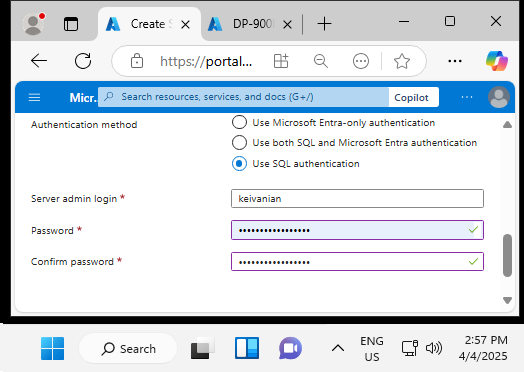 Create S
DP-900
https://portal...
Micr...
Search resources, services, and docs (G+/)
Copilot
Authentication method
Use Microsoft Entra-only authentication
Use both SQL and Microsoft Entra authentication
Use SQL authentication
Server admin login *
keivanian
Password *
•••••••••••••••••
Confirm password *
•••••••••••••••••
Search
ENG
US
2:57 PM
4/4/2025